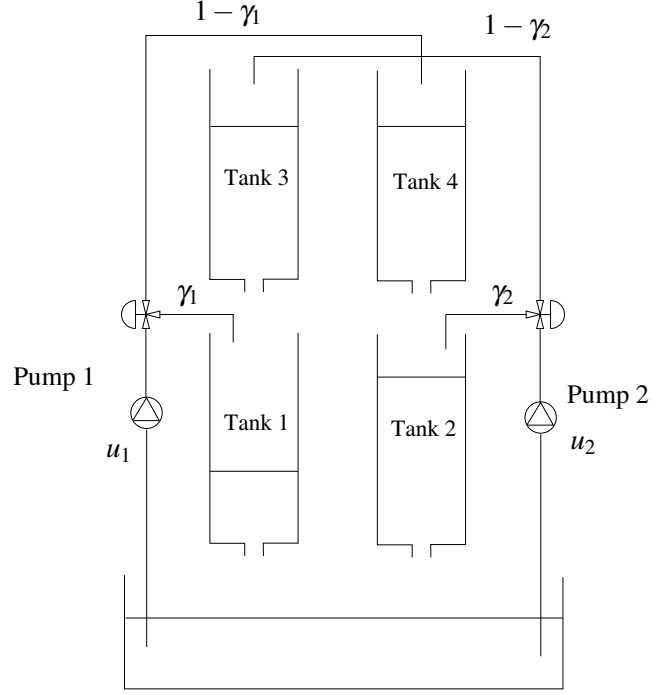 1 − γ₁
1 − γ₂
Tank 3
Tank 4
γ₁
γ₂
Pump 1
Tank 1
Tank 2
Pump 2
u₁
u₂